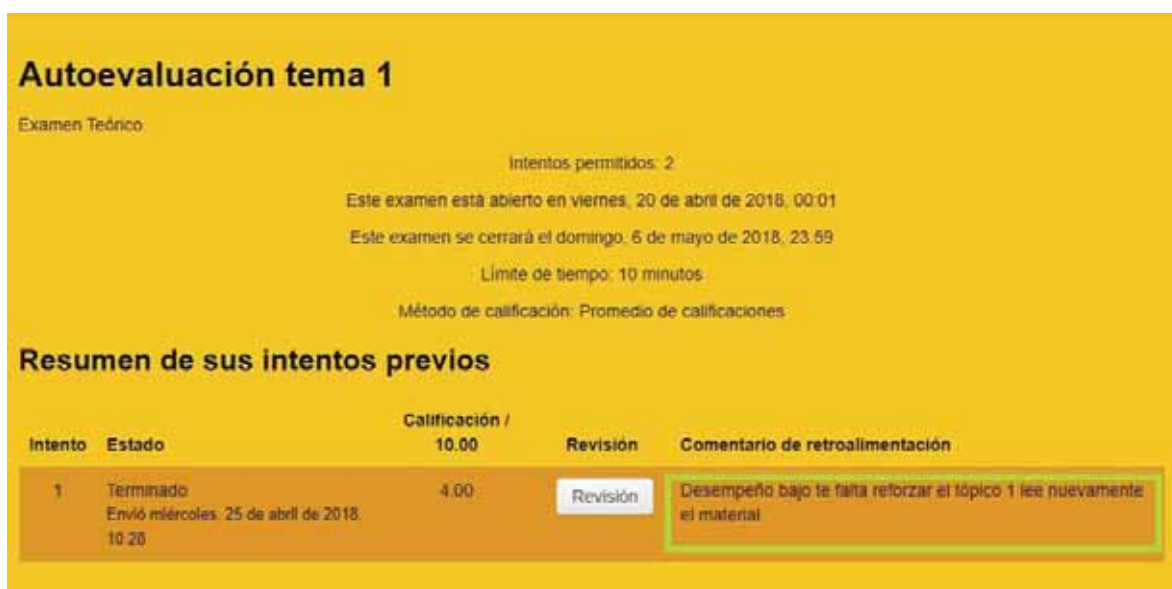 Autoevaluación tema 1
Examen Teórico
Intentos permitidos: 2
Este examen está abierto en viernes, 20 de abril de 2018, 00:01
Este examen se cerrará el domingo, 6 de mayo de 2018, 23:59
Límite de tiempo: 10 minutos
Método de calificación: Promedio de calificaciones
Resumen de sus intentos previos
Intento Estado Calificación / 10.00 Revisión Comentario de retroalimentación
1 Terminado 4.00 Revisión Desempeño bajo te falta reforzar el tópico 1 lee nuevamente
Envió miércoles, 25 de abril de 2018, el material
10:28